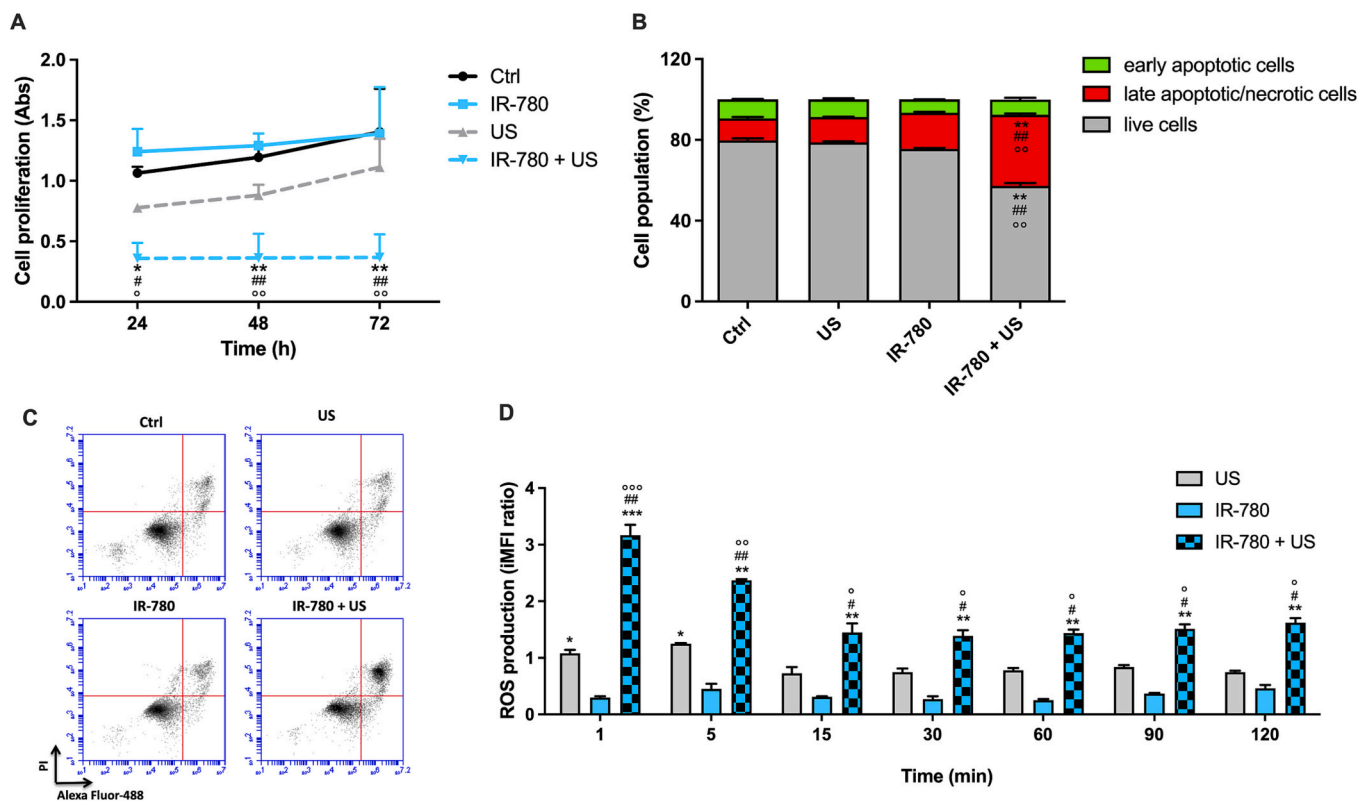 A
Cell proliferation (Abs)
2.0
1.5
1.0
0.5
0.0
* ** **
# ## ##
° °° °°
24 48 72
Time (h)
Ctrl
IR-780
US
IR-780 + US
B
Cell population (%)
120
80
40
0
**
##
°°
**
##
°°
Ctrl US IR-780 IR-780 + US
early apoptotic cells
late apoptotic/necrotic cells
live cells
C
Ctrl
US
IR-780
IR-780 + US
PI
Alexa Fluor-488
D
ROS production (iMFI ratio)
4
3
2
1
0
* °°° ## ***
* °° ## **
° # **
° # **
° # **
° # **
° # **
1 5 15 30 60 90 120
Time (min)
US
IR-780
IR-780 + US